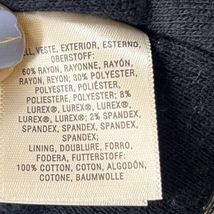 ELL, VESTE, EXTERIOR, ESTERNO,
OBERSTOFF:
60% RAYON, RAYONNE, RAYÓN,
RAYON, REYON; 30% POLYESTER,
POLYESTER, POLIÉSTER,
POLIESTERE, POLYESTER; 8%
LUREX®, LUREX®, LUREX®,
LUREX®, LUREX®; 2% SPANDEX,
SPANDEX, SPANDEX, SPANDEX,
SPANDEX;
LINING, DOUBLURE, FORRO,
FODERA, FUTTERSTOFF:
100% COTTON, COTON, ALGODÓN,
COTONE, BAUMWOLLE